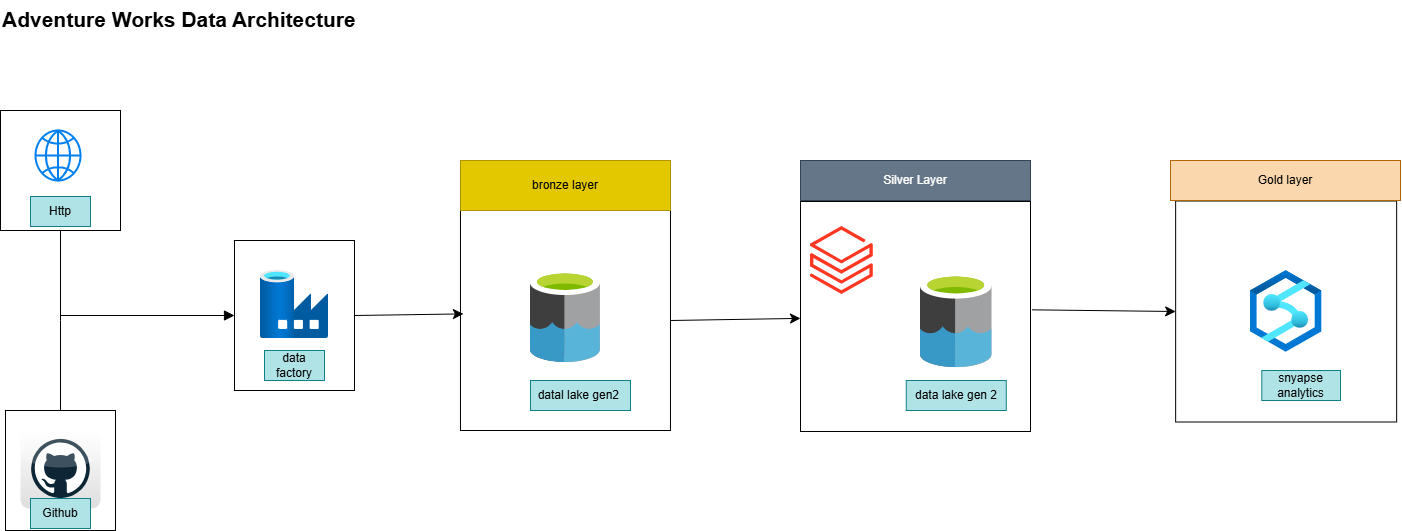 Adventure Works Data Architecture
Http
Github
data
factory
bronze layer
datal lake gen2
Silver Layer
data lake gen 2
Gold layer
snyapse
analytics